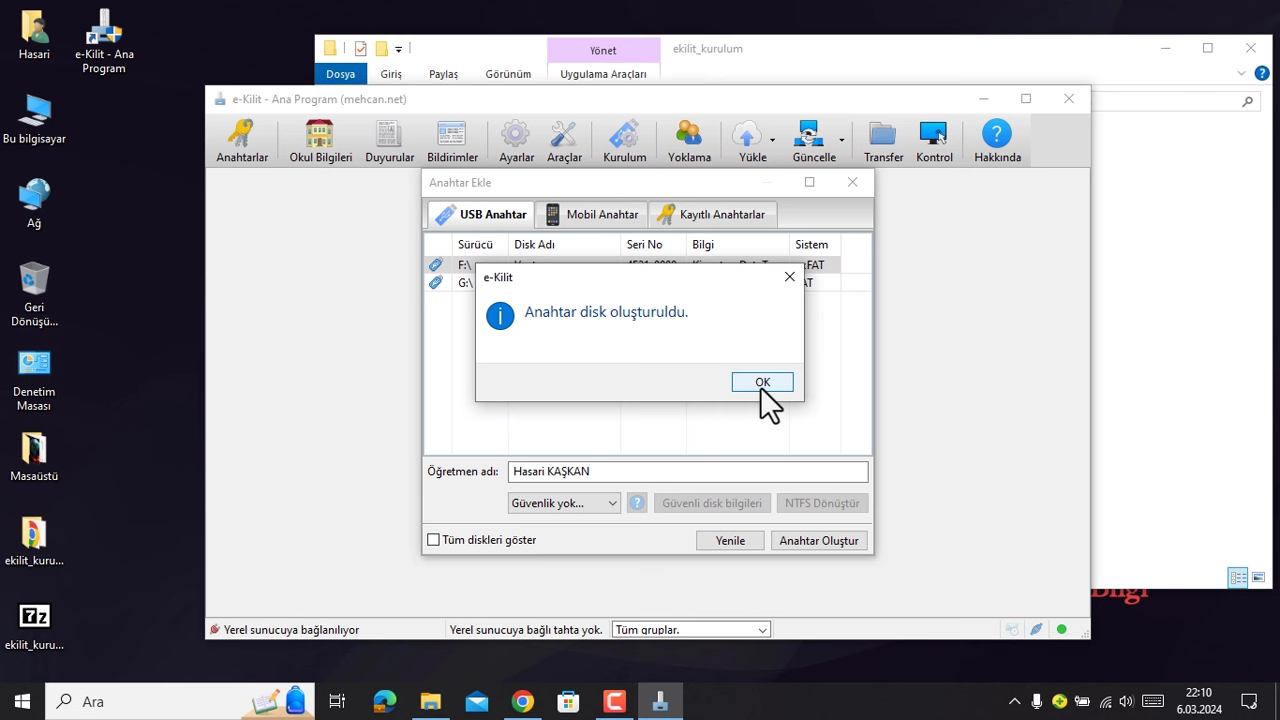 Hasari
e-Kilit - Ana
Program
Bu bilgisayar
Ağ
Geri
Dönüşü...
Denetim
Masası
Masaüstü
ekilit_kuru...
ekilit_kuru...
Yönet
ekilit_kurulum
Dosya
Giriş
Paylaş
Görünüm
Uygulama Araçları
e-Kilit - Ana Program (mehcan.net)
Anahtarlar
Okul Bilgileri
Duyurular
Bildirimler
Ayarlar
Araçlar
Kurulum
Yoklama
Yükle
Güncelle
Transfer
Kontrol
Hakkında
Anahtar Ekle
USB Anahtar
Mobil Anahtar
Kayıtlı Anahtarlar
Sürücü
Disk Adı
Seri No
Bilgi
Sistem
F:\
G:\
e-Kilit
Anahtar disk oluşturuldu.
OK
Öğretmen adı:
Hasari KAŞKAN
Güvenlik yok...
Güvenli disk bilgileri
NTFS Dönüştür
Tüm diskleri göster
Yenile
Anahtar Oluştur
Bilgi
Yerel sunucuya bağlanılıyor
Yerel sunucuya bağlı tahta yok.
Tüm gruplar.
Ara
22:10
6.03.2024